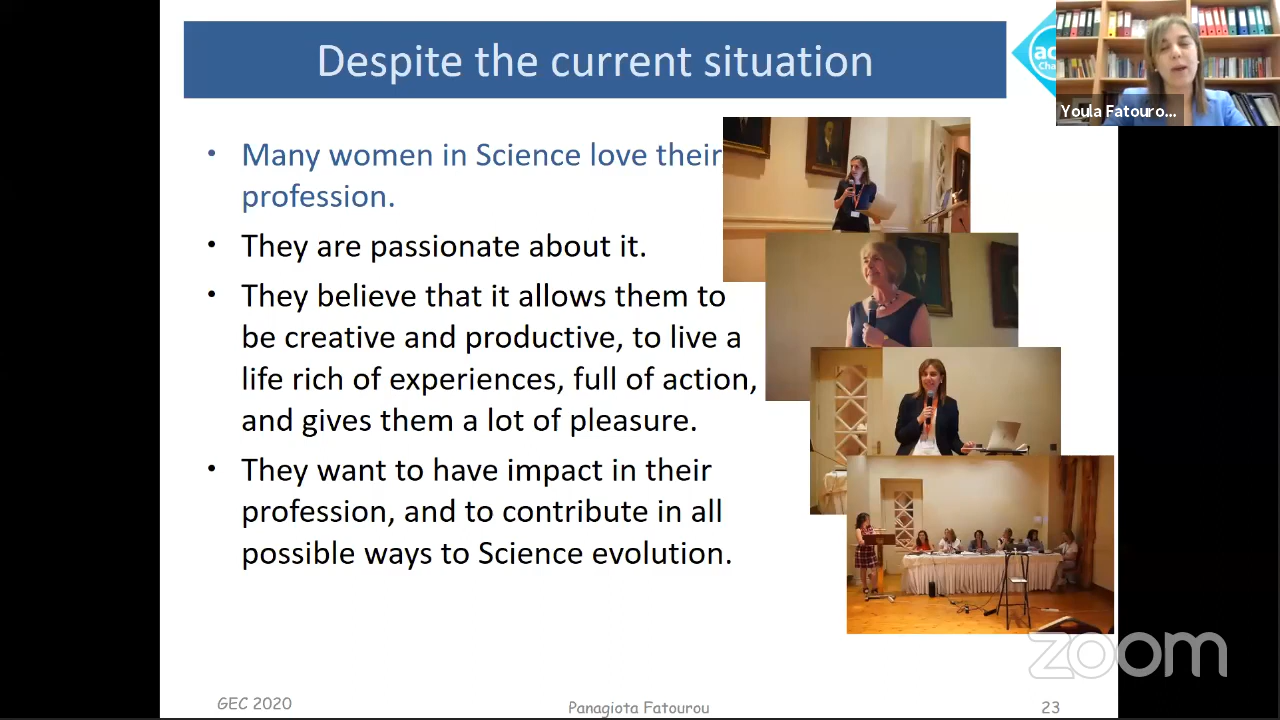 Despite the current situation
ac
Cha
Youla Fatouro...
• Many women in Science love their
profession.
• They are passionate about it.
• They believe that it allows them to
be creative and productive, to live a
life rich of experiences, full of action,
and gives them a lot of pleasure.
• They want to have impact in their
profession, and to contribute in all
possible ways to Science evolution.
zoom
GEC 2020
Panagiota Fatourou
23